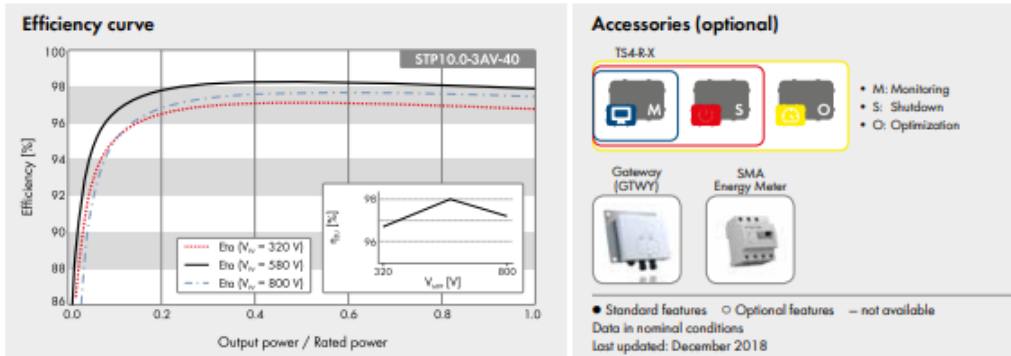 Efficiency curve
STP10.0-3AV-40
100
98
96
94
92
90
88
86
Efficiency [%]
0.0 0.2 0.4 0.6 0.8 1.0
Output power / Rated power
Eta (VPV = 320 V)
Eta (VPV = 580 V)
Eta (VPV = 800 V)
98
96
[%]
320 800
VMPP [V]
Accessories (optional)
TS4-R-X
M
S
O
• M: Monitoring
• S: Shutdown
• O: Optimization
Gateway
(GTWY)
SMA
Energy Meter
● Standard features ○ Optional features – not available
Data in nominal conditions
Last updated: December 2018